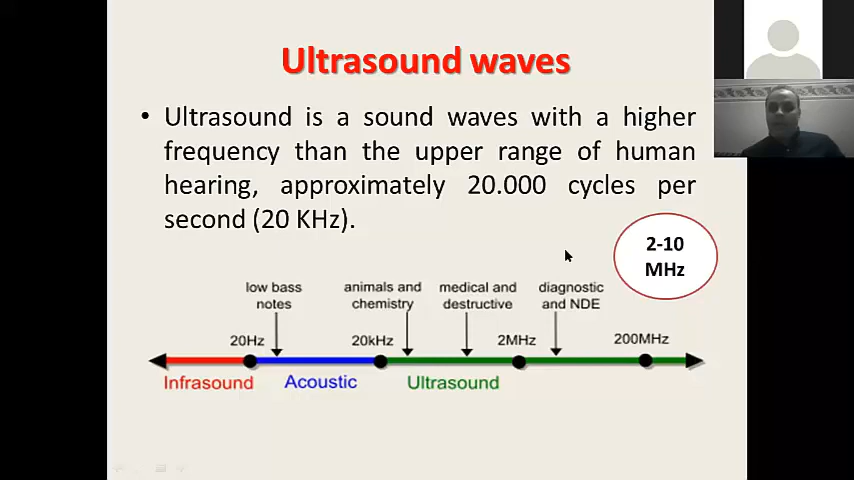 Ultrasound waves
• Ultrasound is a sound waves with a higher
frequency than the upper range of human
hearing, approximately 20.000 cycles per
second (20 KHz).
2-10
MHz
low bass
notes
animals and
chemistry
medical and
destructive
diagnostic
and NDE
20Hz
20kHz
2MHz
200MHz
Infrasound
Acoustic
Ultrasound